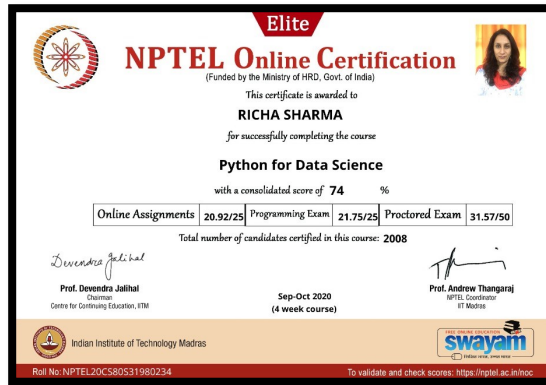 Elite
NPTEL Online Certification
(Funded by the Ministry of HRD, Govt. of India)
This certificate is awarded to
RICHA SHARMA
for successfully completing the course
Python for Data Science
with a consolidated score of 74 %
Online Assignments 20.92/25 Programming Exam 21.75/25 Proctored Exam 31.57/50
Total number of candidates certified in this course: 2008
Devendra Jalihal
Prof. Devendra Jalihal
Chairman
Centre for Continuing Education, IITM
Sep-Oct 2020
(4 week course)
Prof. Andrew Thangaraj
NPTEL Coordinator
IIT Madras
Indian Institute of Technology Madras
FREE ONLINE EDUCATION
swayam
Roll No: NPTEL20CS80S31980234
To validate and check scores: https://nptel.ac.in/noc